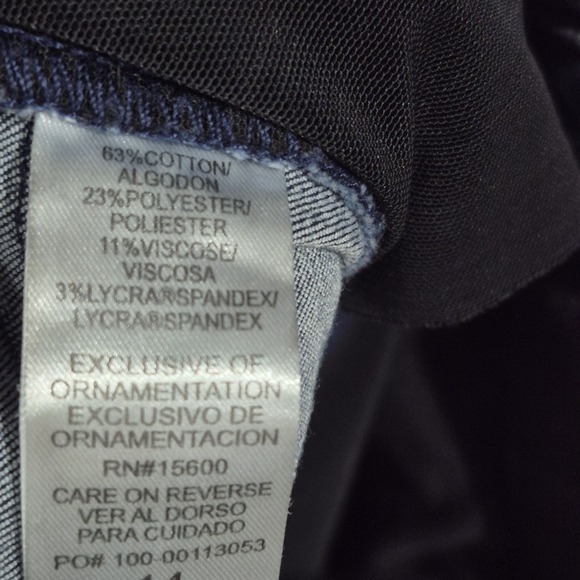 63%COTTON/
ALGODON
23%POLYESTER/
POLIESTER
11%VISCOSE/
VISCOSA
3%LYCRA®SPANDEX/
LYCRA®SPANDEX
EXCLUSIVE OF
ORNAMENTATION
EXCLUSIVO DE
ORNAMENTACION
RN#15600
CARE ON REVERSE
VER AL DORSO
PARA CUIDADO
PO# 100-00113053